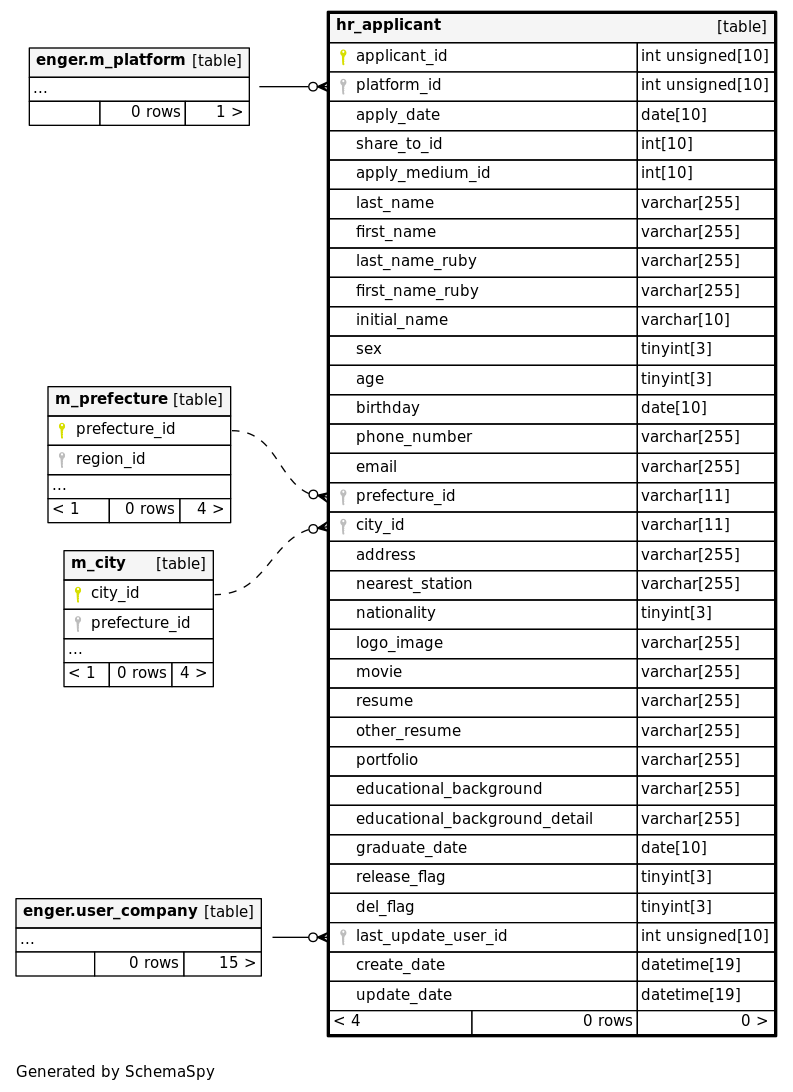 hr_applicant [table]
applicant_id int unsigned[10]
platform_id int unsigned[10]
apply_date date[10]
share_to_id int[10]
apply_medium_id int[10]
last_name varchar[255]
first_name varchar[255]
last_name_ruby varchar[255]
first_name_ruby varchar[255]
initial_name varchar[10]
sex tinyint[3]
age tinyint[3]
birthday date[10]
phone_number varchar[255]
email varchar[255]
prefecture_id varchar[11]
city_id varchar[11]
address varchar[255]
nearest_station varchar[255]
nationality tinyint[3]
logo_image varchar[255]
movie varchar[255]
resume varchar[255]
other_resume varchar[255]
portfolio varchar[255]
educational_background varchar[255]
educational_background_detail varchar[255]
graduate_date date[10]
release_flag tinyint[3]
del_flag tinyint[3]
last_update_user_id int unsigned[10]
create_date datetime[19]
update_date datetime[19]
< 4 0 rows 0 >
enger.m_platform [table]
...
0 rows 1 >
m_prefecture [table]
prefecture_id
region_id
...
< 1 0 rows 4 >
m_city [table]
city_id
prefecture_id
...
< 1 0 rows 4 >
enger.user_company [table]
...
0 rows 15 >
Generated by SchemaSpy